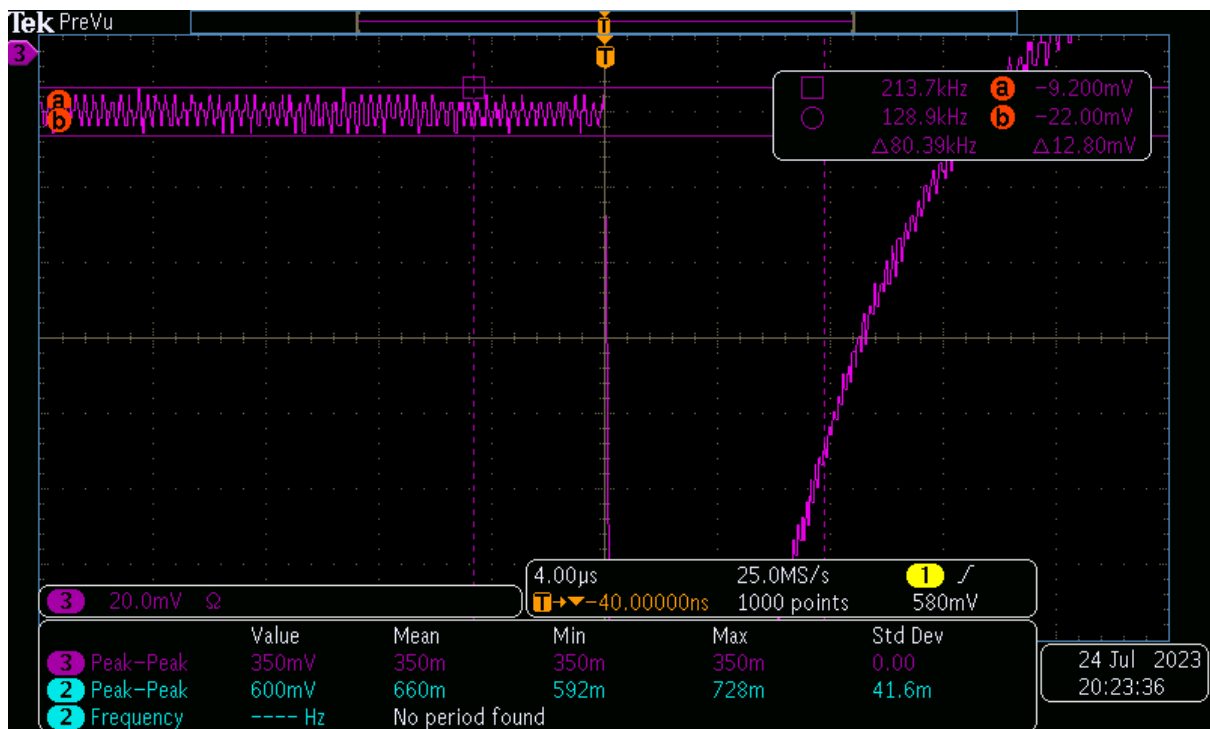 Tek PreVu
T
3 T
213.7kHz a −9.200mV
128.9kHz b −22.00mV
△80.39kHz △12.80mV
a
b
4.00µs 25.0MS/s 1
T→▼−40.00000ns 1000 points 580mV
3 20.0mV Ω
Value Mean Min Max Std Dev
3 Peak−Peak 350mV 350m 350m 350m 0.00
2 Peak−Peak 600mV 660m 592m 728m 41.6m
2 Frequency −−−− Hz No period found
24 Jul 2023
20:23:36